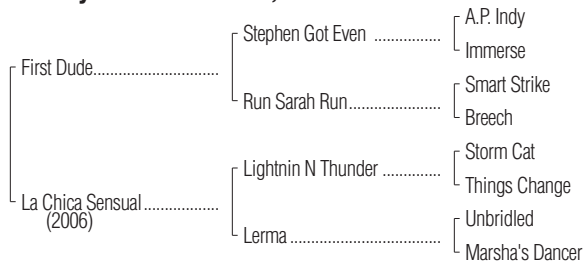 First Dude
La Chica Sensual
(2006)
Stephen Got Even
Run Sarah Run
Lightnin N Thunder
Lerma
A.P. Indy
Immerse
Smart Strike
Breech
Storm Cat
Things Change
Unbridled
Marsha's Dancer